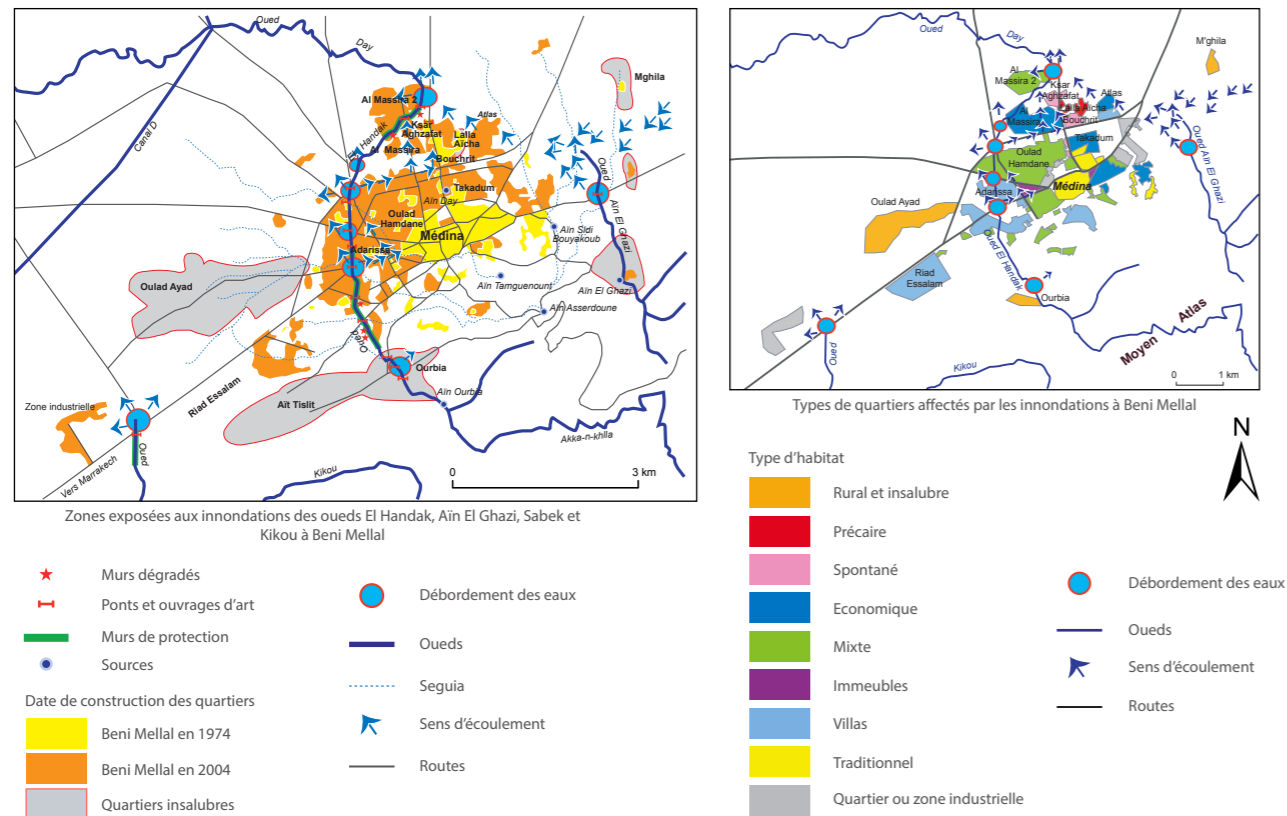 Oued
Day
Canal D
Mghila
Al Massira 2
Atlas
El Handak
Ksar
Aghzafat
Lalla
Aïcha
Al Massira
Bouchrit
Oued
Takadum
Aïn Day
Oulad
Hamdane
Médina
Aïn El Ghazi
Adarissa
Aïn Sidi
Bouyakoub
Oulad Ayad
Aïn Tamguenount
Aïn El Ghazi
Aïn Asserdoune
Oued
Ourbia
Riad Essalam
Aït Tislit
Aïn Ourbia
Zone industrielle
Akka-n-khlla
Oued
Vers Marrakech
Kikou
0 3 km
Zones exposées aux innondations des oueds El Handak, Aïn El Ghazi, Sabek et
Kikou à Beni Mellal
Murs dégradés
Ponts et ouvrages d'art
Murs de protection
Sources
Date de construction des quartiers
Beni Mellal en 1974
Beni Mellal en 2004
Quartiers insalubres
Débordement des eaux
Oueds
Seguia
Sens d'écoulement
Routes
Oued
Day
M'ghila
Al
Massira 2
Ksar
Aghzafat
Atlas
Lalla Aïcha
Al
Massira
Bouchrit
Takadum
Oulad
Hamdane
Oued Aïn El Ghazi
Adarissa
Médina
Oulad Ayad
Oued El Handak
Riad
Essalam
Ourbia
Oued
Atlas
Moyen
Kikou
0 1 km
Types de quartiers affectés par les innondations à Beni Mellal
N
Type d'habitat
Rural et insalubre
Précaire
Spontané
Economique
Mixte
Immeubles
Villas
Traditionnel
Quartier ou zone industrielle
Débordement des eaux
Oueds
Sens d'écoulement
Routes